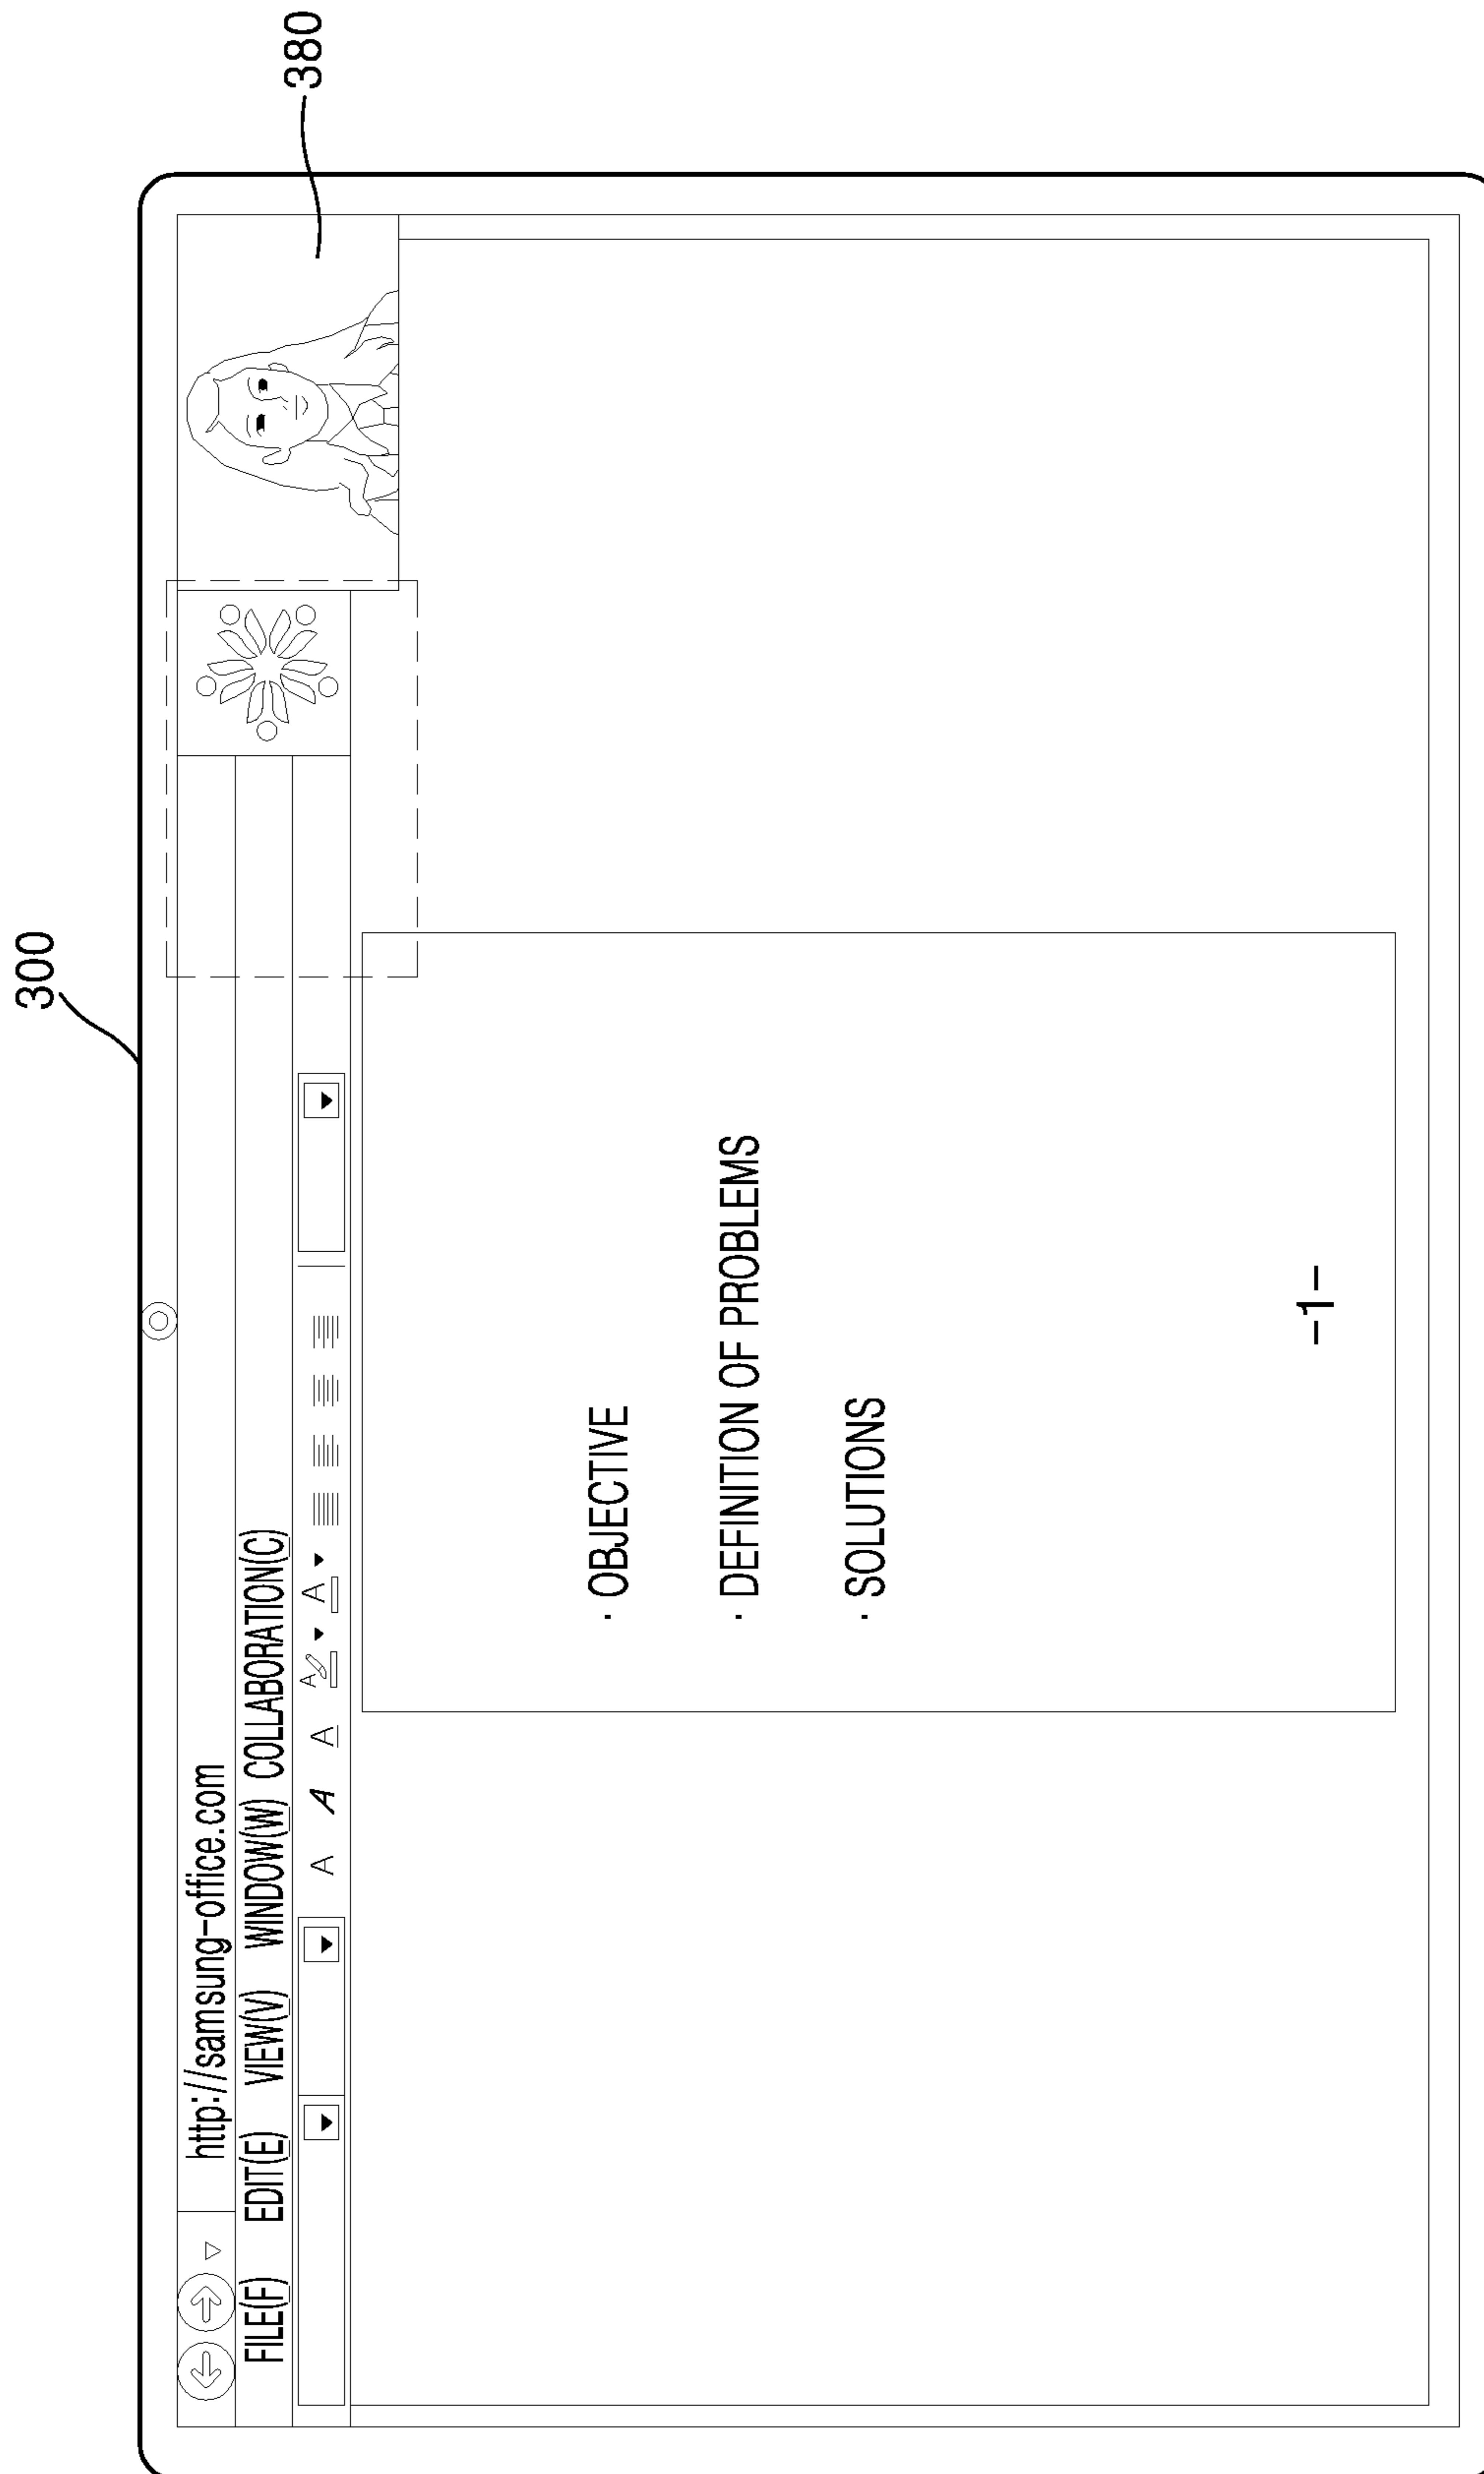 300
380
http://samsung-office.com
FILE(F) EDIT(E) VIEW(V) WINDOW(W) COLLABORATION(C)
A A A A A
· OBJECTIVE
· DEFINITION OF PROBLEMS
· SOLUTIONS
-1-